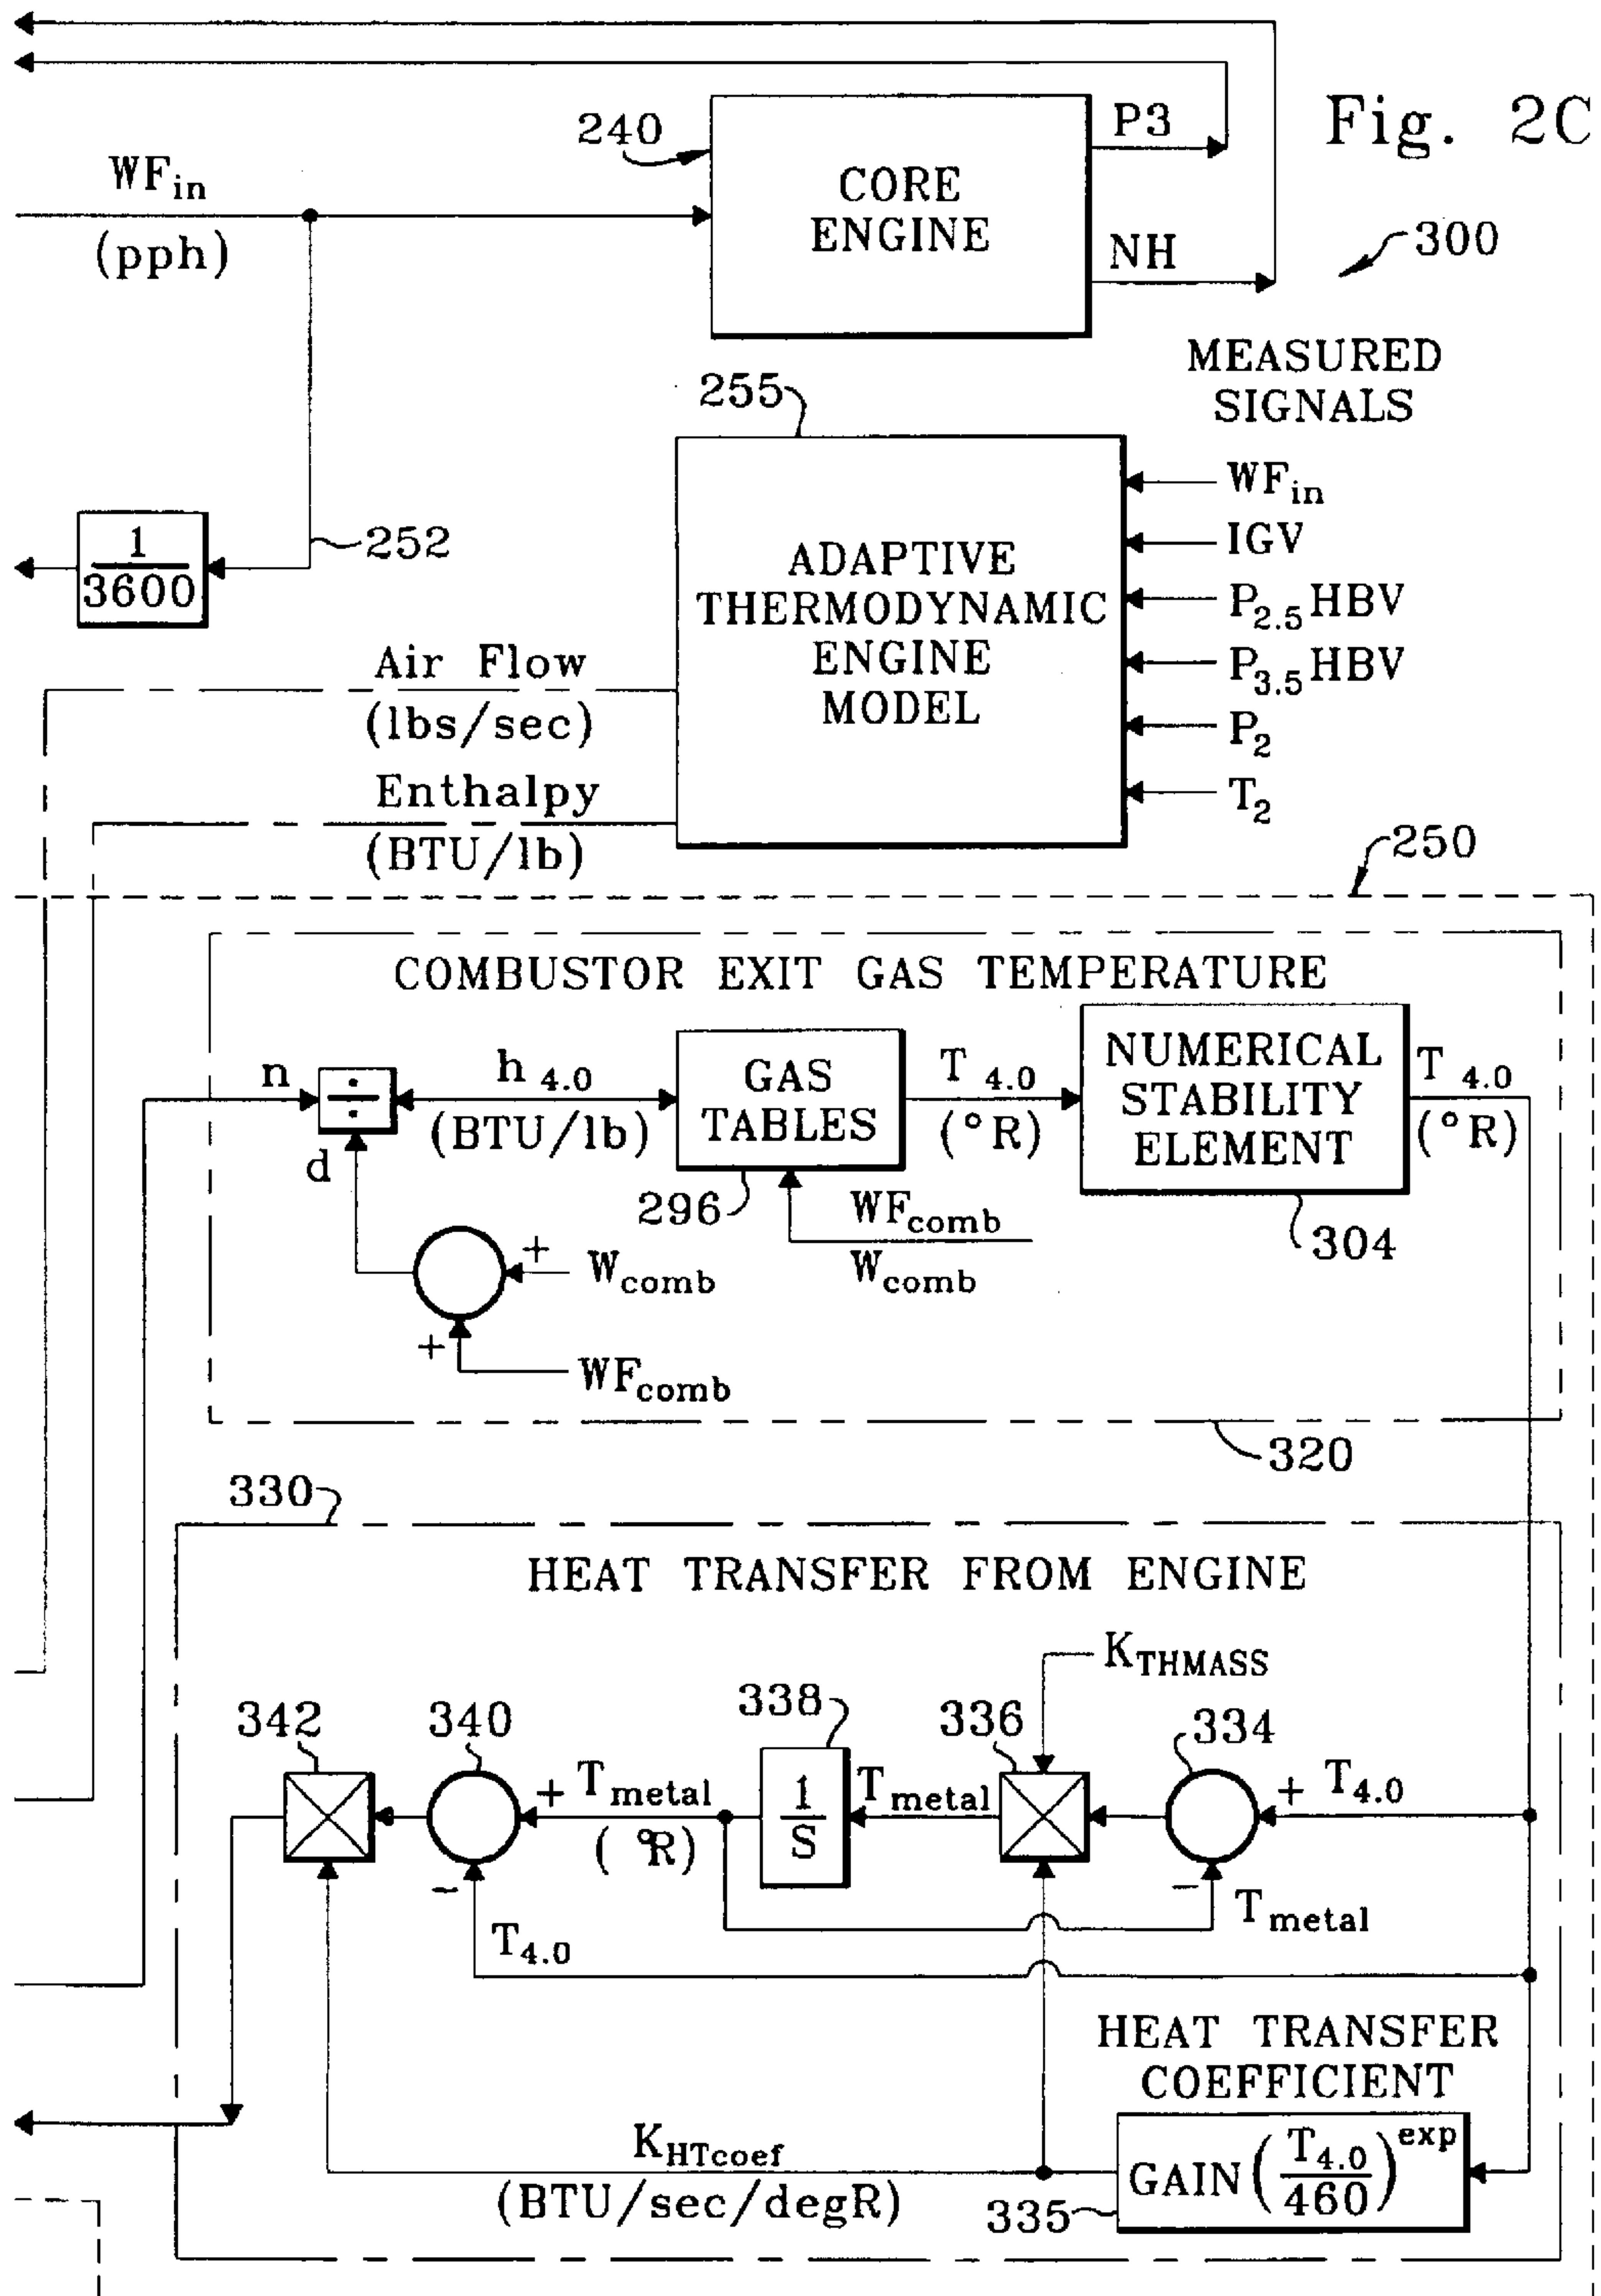 Fig. 2C
P3
240
CORE
ENGINE
WFin
(pph)
NH
300
MEASURED
SIGNALS
255
WFin
IGV
P2.5HBV
P3.5HBV
P2
T2
ADAPTIVE
THERMODYNAMIC
ENGINE
MODEL
1
3600
252
Air Flow
(lbs/sec)
Enthalpy
(BTU/lb)
250
COMBUSTOR EXIT GAS TEMPERATURE
n
÷
h 4.0
(BTU/lb)
d
GAS
TABLES
296
T 4.0
(°R)
NUMERICAL
STABILITY
ELEMENT
304
T 4.0
(°R)
WFcomb
Wcomb
+
Wcomb
+
WFcomb
320
330
HEAT TRANSFER FROM ENGINE
KTHMASS
342
340
338
336
334
+
Tmetal
(°R)
1
S
Tmetal
+
T4.0
−
T4.0
−
Tmetal
HEAT TRANSFER
COEFFICIENT
KHTcoef
(BTU/sec/degR)
335
GAIN(T4.0/460)exp